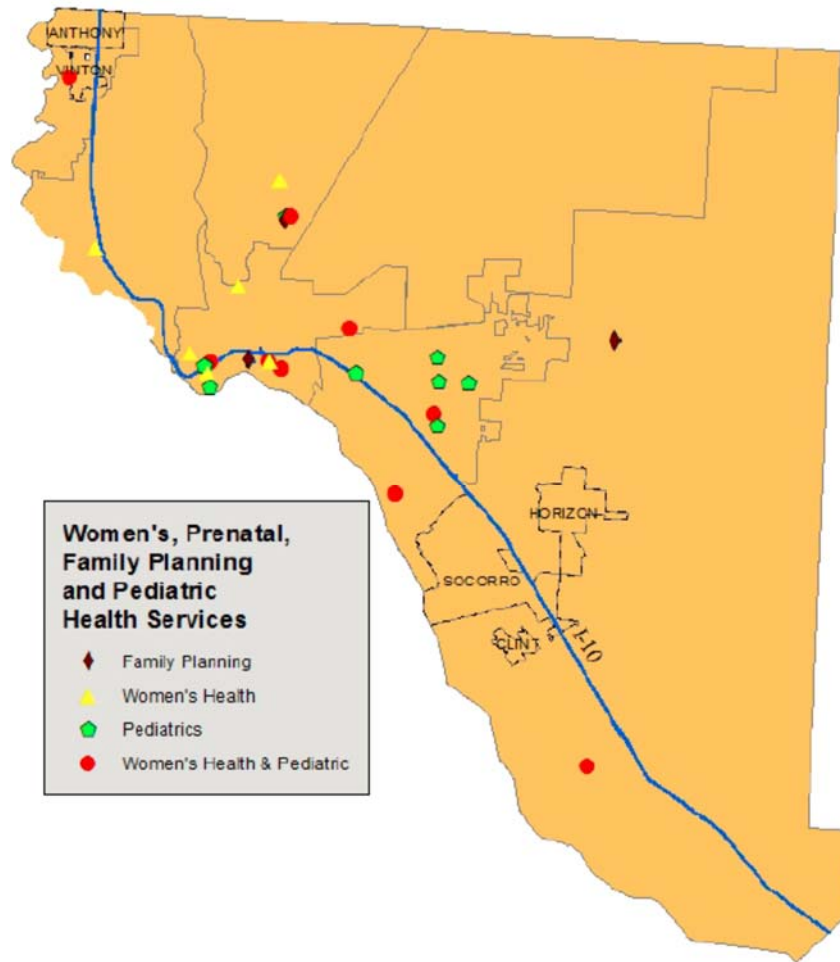 ANTHONY
VINTON
HORIZON
SOCORRO
CLINT
I-10
Women's, Prenatal,
Family Planning
and Pediatric
Health Services
Family Planning
Women's Health
Pediatrics
Women's Health & Pediatric